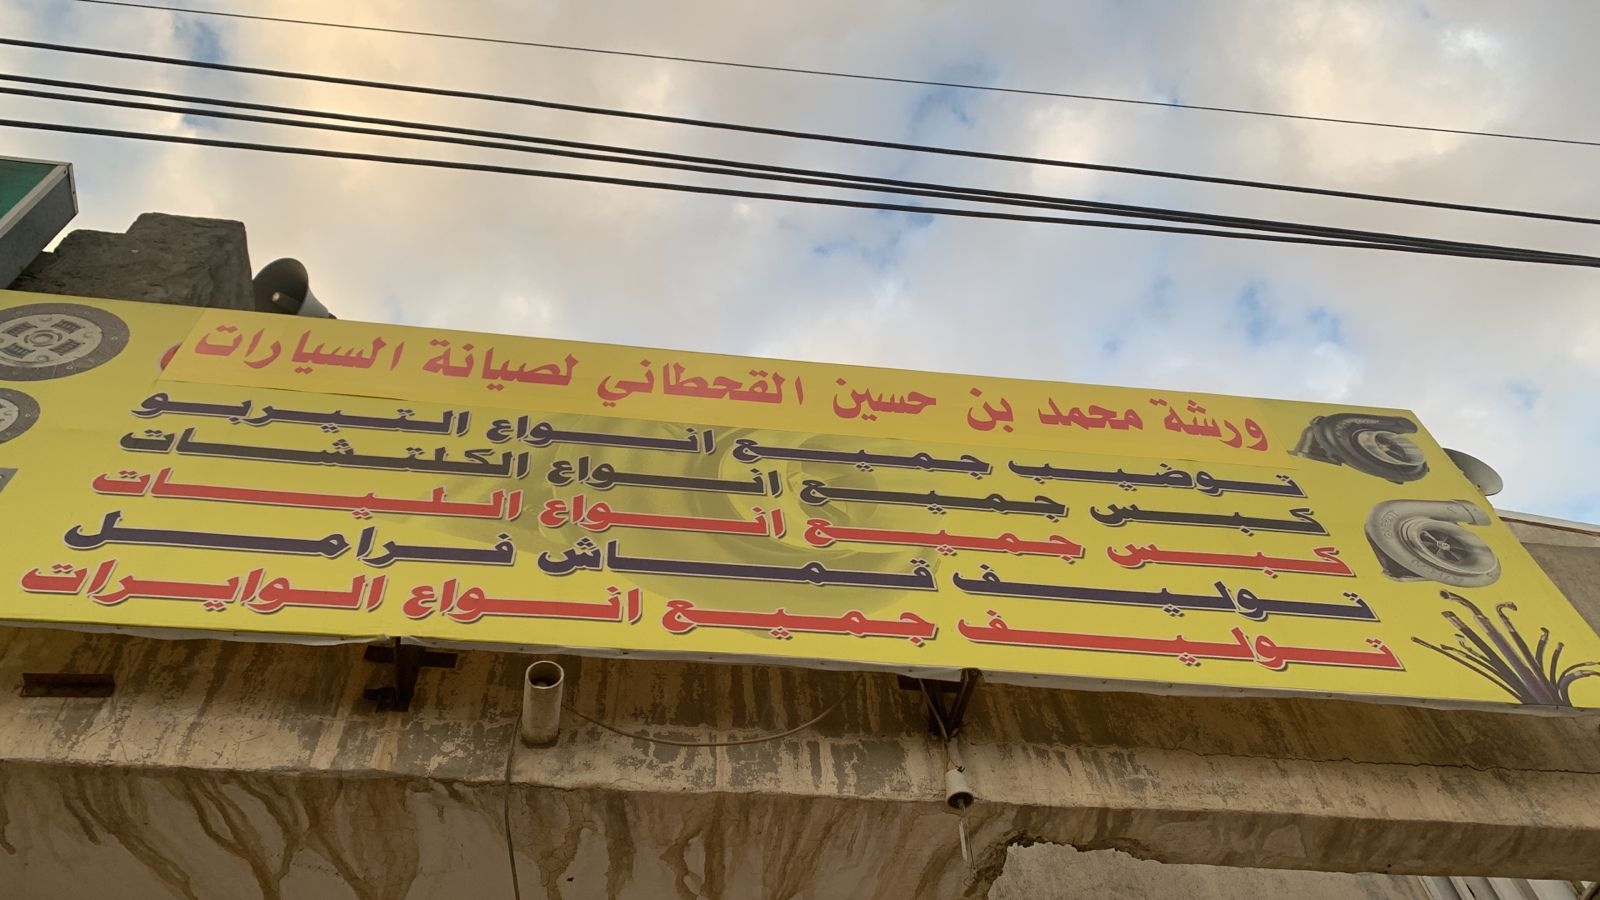 ورشة محمد بن حسين القحطاني لصيانة السيارات
توضيب جميع انواع التيربو
كبس جميع انواع الكلتشات
كبس جميع انواع الليات
توليف قماش فرامل
توليف جميع انواع الوايرات